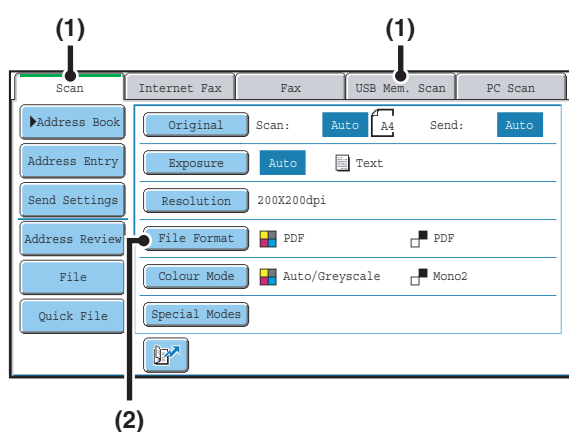 (1) (1)
Scan Internet Fax Fax USB Mem. Scan PC Scan
Address Book Original Scan: Auto A4 Send: Auto
Address Entry Exposure Auto Text
Send Settings Resolution 200X200dpi
Address Review File Format PDF PDF
File Colour Mode Auto/Greyscale Mono2
Quick File Special Modes
(2)